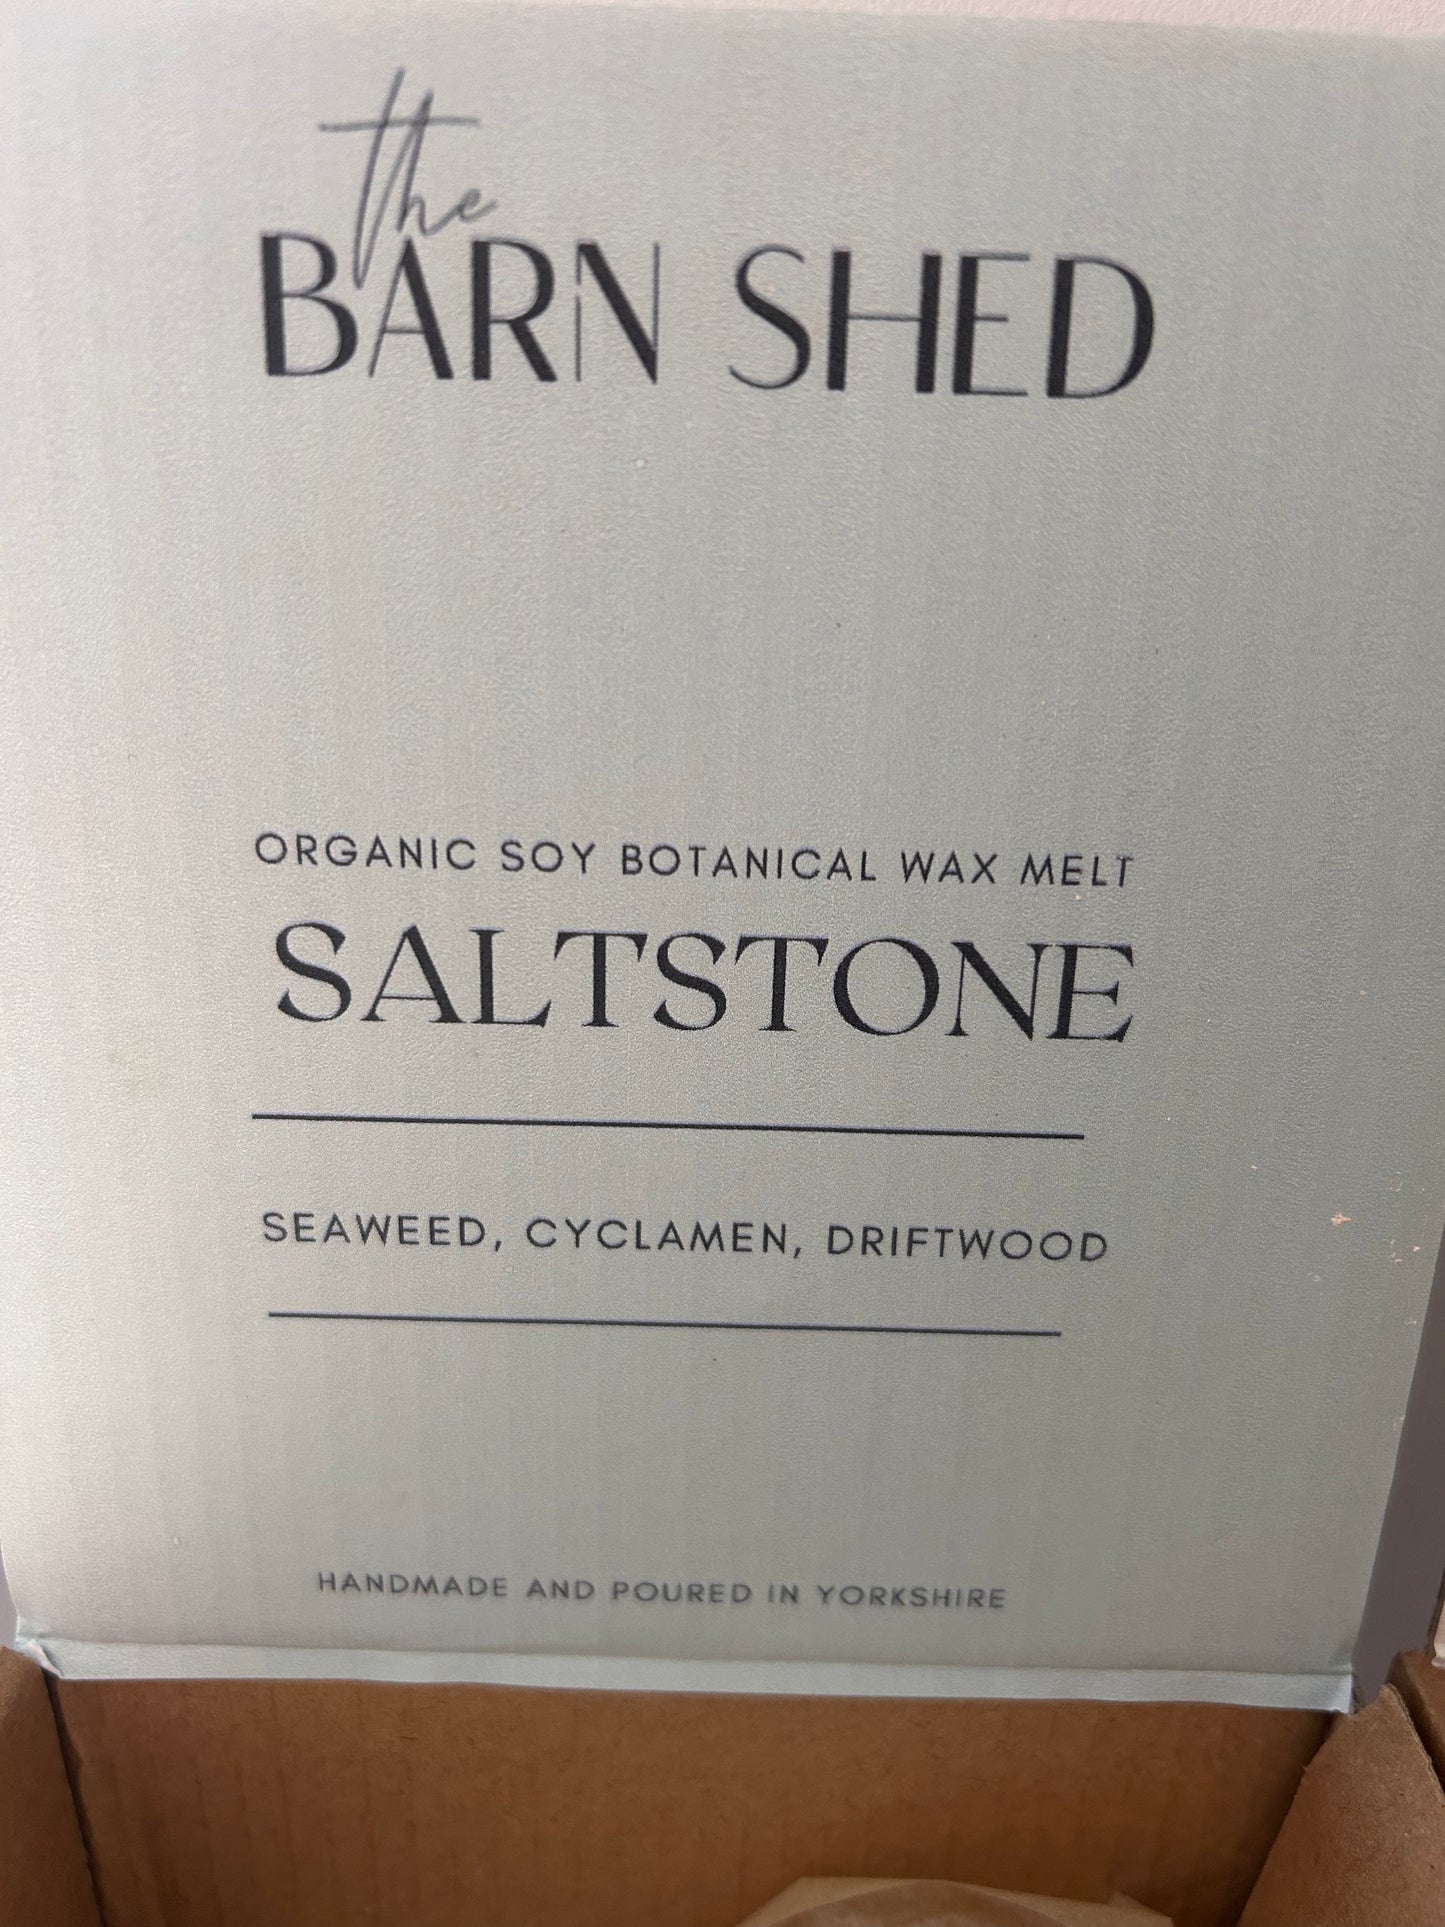 the
BARN SHED
ORGANIC SOY BOTANICAL WAX MELT
SALTSTONE
SEAWEED, CYCLAMEN, DRIFTWOOD
HANDMADE AND POURED IN YORKSHIRE